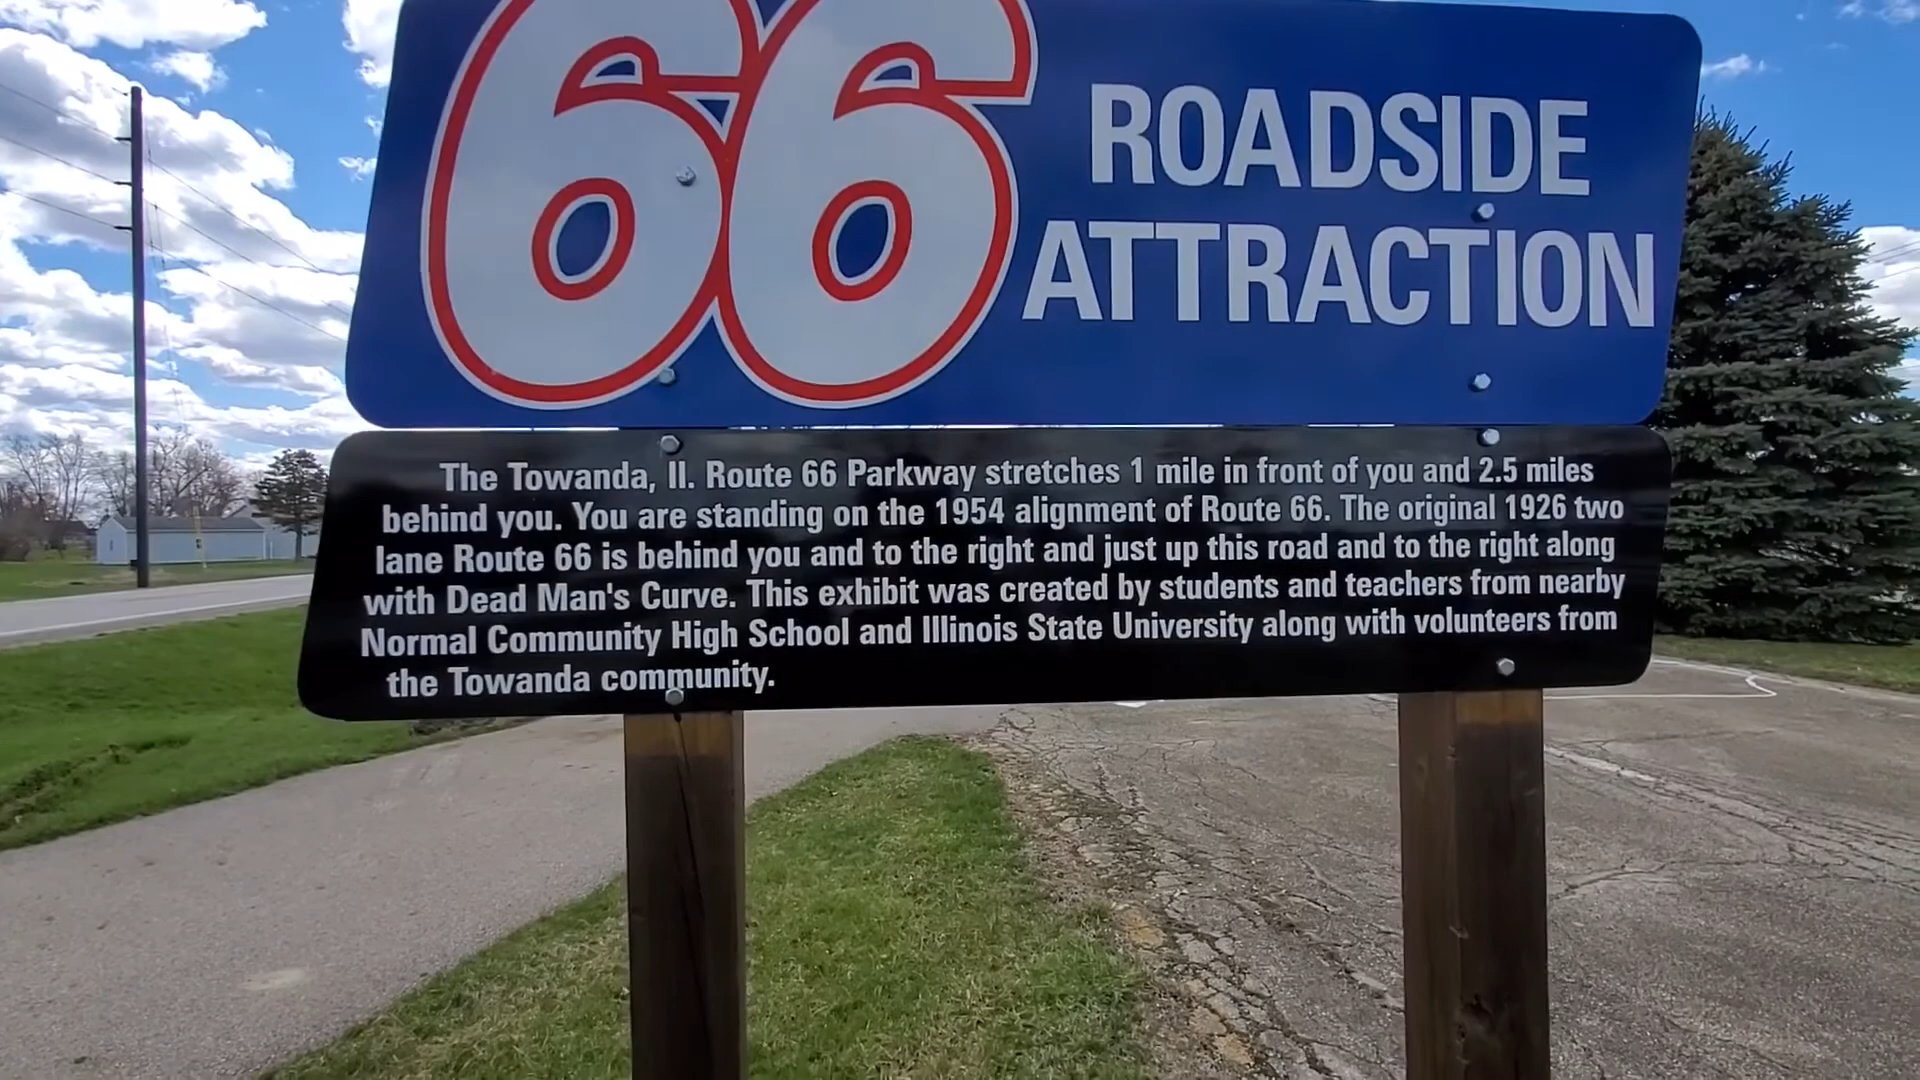 66 ROADSIDE
ATTRACTION
The Towanda, Il. Route 66 Parkway stretches 1 mile in front of you and 2.5 miles
behind you. You are standing on the 1954 alignment of Route 66. The original 1926 two
lane Route 66 is behind you and to the right and just up this road and to the right along
with Dead Man's Curve. This exhibit was created by students and teachers from nearby
Normal Community High School and Illinois State University along with volunteers from
the Towanda community.